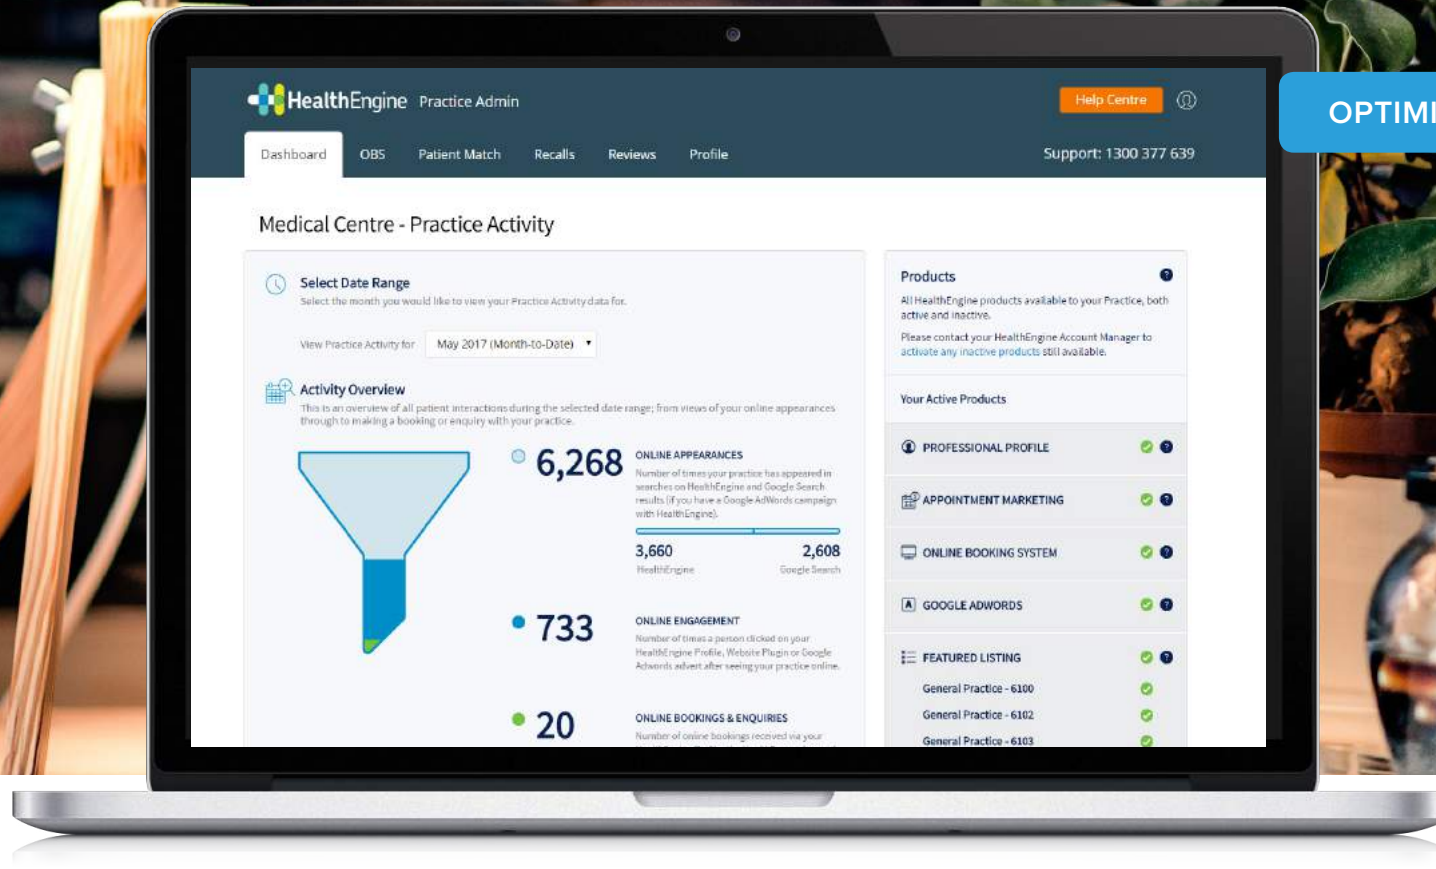 HealthEngine Practice Admin
Help Centre
OPTIMI
Dashboard OBS Patient Match Recalls Reviews Profile
Support: 1300 377 639
Medical Centre - Practice Activity
Select Date Range
Select the month you would like to view your Practice Activity data for.
View Practice Activity for May 2017 (Month-to-Date)
Activity Overview
This is an overview of all patient interactions during the selected date range; from views of your online appearances
through to making a booking or enquiry with your practice.
6,268
ONLINE APPEARANCES
Number of times your practice has appeared in
searches on HealthEngine and Google Search
results (if you have a Google AdWords campaign
with HealthEngine).
3,660 2,608
HealthEngine Google Search
733
ONLINE ENGAGEMENT
Number of times a person clicked on your
HealthEngine Profile, Website Plugin or Google
Adwords advert after seeing your practice online.
20
ONLINE BOOKINGS & ENQUIRIES
Number of online bookings received via your
Products
All HealthEngine products available to your Practice, both
active and inactive.
Please contact your HealthEngine Account Manager to
activate any inactive products still available.
Your Active Products
PROFESSIONAL PROFILE
APPOINTMENT MARKETING
ONLINE BOOKING SYSTEM
A GOOGLE ADWORDS
FEATURED LISTING
General Practice - 6100
General Practice - 6102
General Practice - 6103